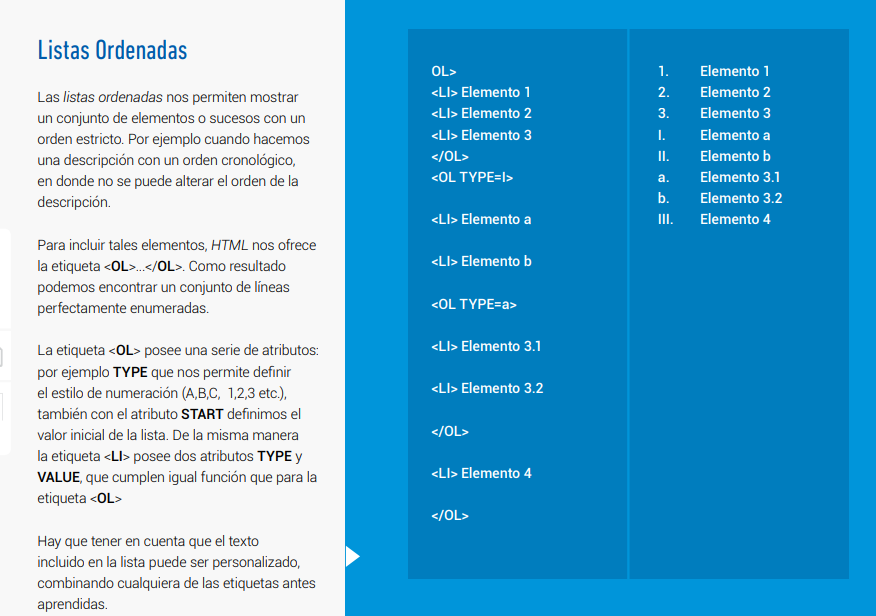 Listas Ordenadas
Las listas ordenadas nos permiten mostrar
un conjunto de elementos o sucesos con un
orden estricto. Por ejemplo cuando hacemos
una descripción con un orden cronológico,
en donde no se puede alterar el orden de la
descripción.
Para incluir tales elementos, HTML nos ofrece
la etiqueta <OL>...</OL>. Como resultado
podemos encontrar un conjunto de líneas
perfectamente enumeradas.
La etiqueta <OL> posee una serie de atributos:
por ejemplo TYPE que nos permite definir
el estilo de numeración (A,B,C, 1,2,3 etc.),
también con el atributo START definimos el
valor inicial de la lista. De la misma manera
la etiqueta <LI> posee dos atributos TYPE y
VALUE, que cumplen igual función que para la
etiqueta <OL>
Hay que tener en cuenta que el texto
incluido en la lista puede ser personalizado,
combinando cualquiera de las etiquetas antes
aprendidas.
OL>
<LI> Elemento 1
<LI> Elemento 2
<LI> Elemento 3
</OL>
<OL TYPE=I>
<LI> Elemento a
<LI> Elemento b
<OL TYPE=a>
<LI> Elemento 3.1
<LI> Elemento 3.2
</OL>
<LI> Elemento 4
</OL>
1. Elemento 1
2. Elemento 2
3. Elemento 3
I. Elemento a
II. Elemento b
a. Elemento 3.1
b. Elemento 3.2
III. Elemento 4